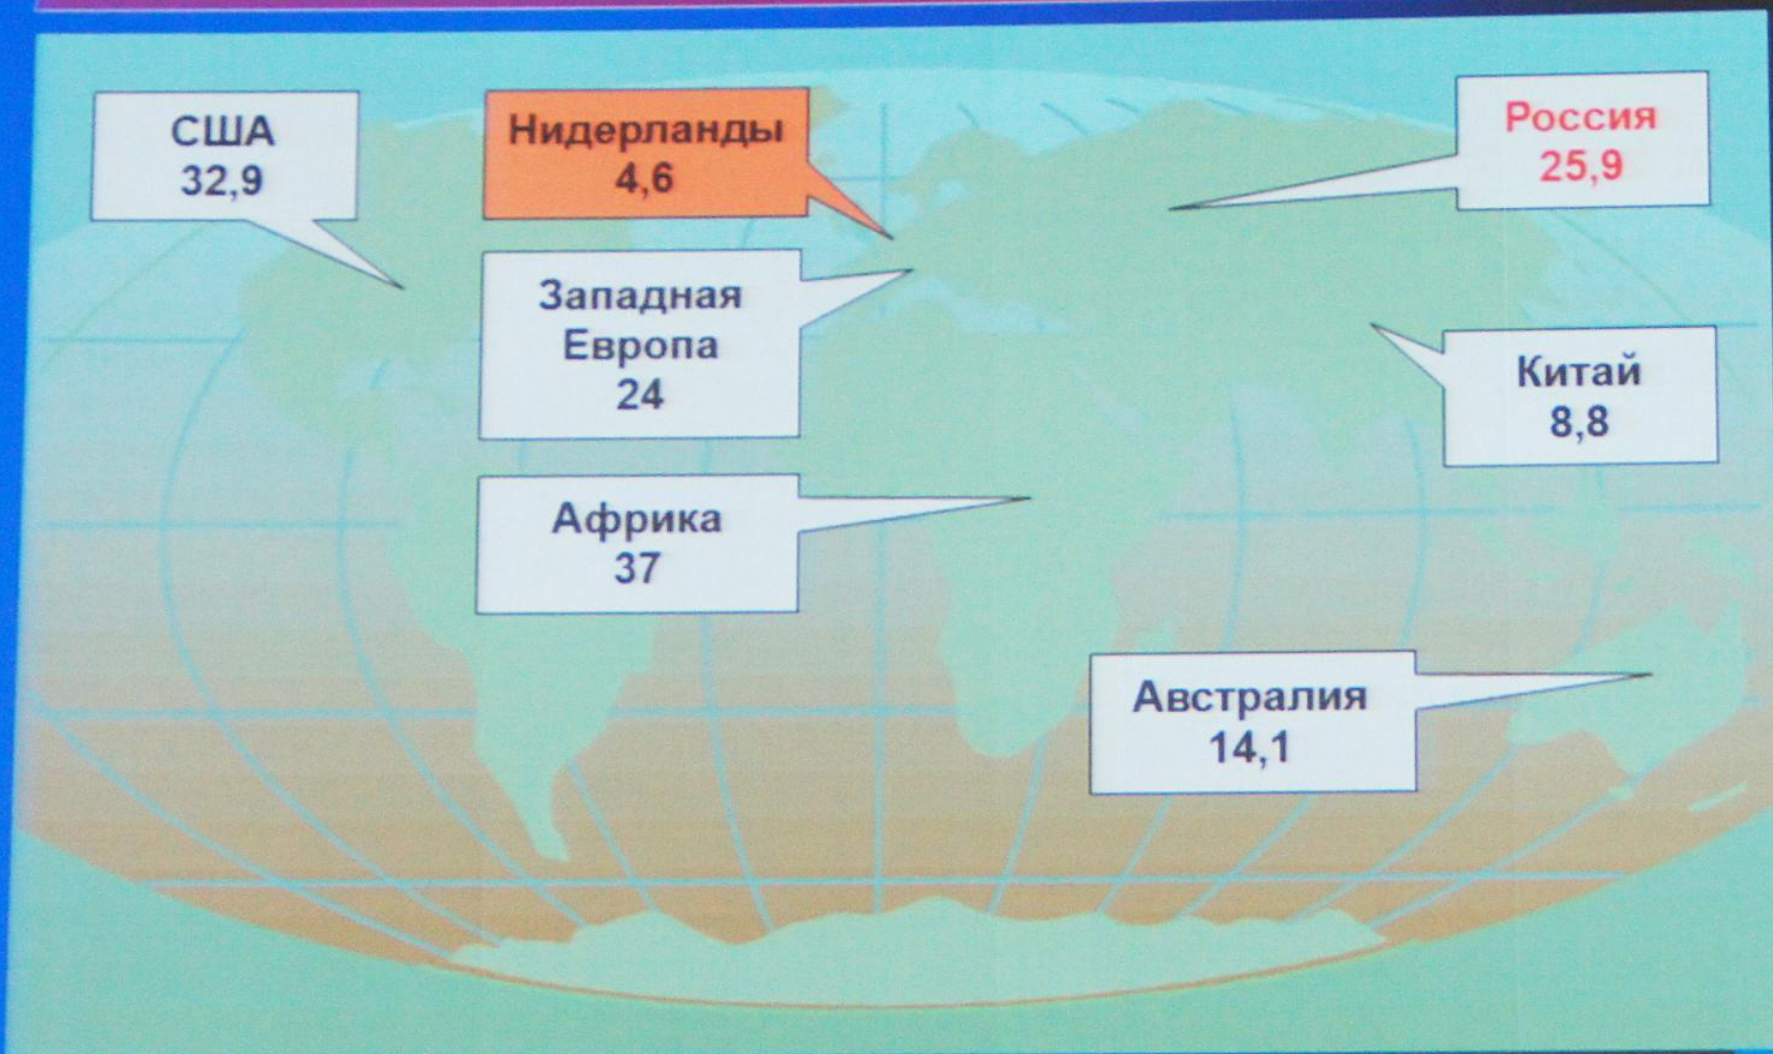 США
32,9
Нидерланды
4,6
Россия
25,9
Западная
Европа
24
Китай
8,8
Африка
37
Австралия
14,1